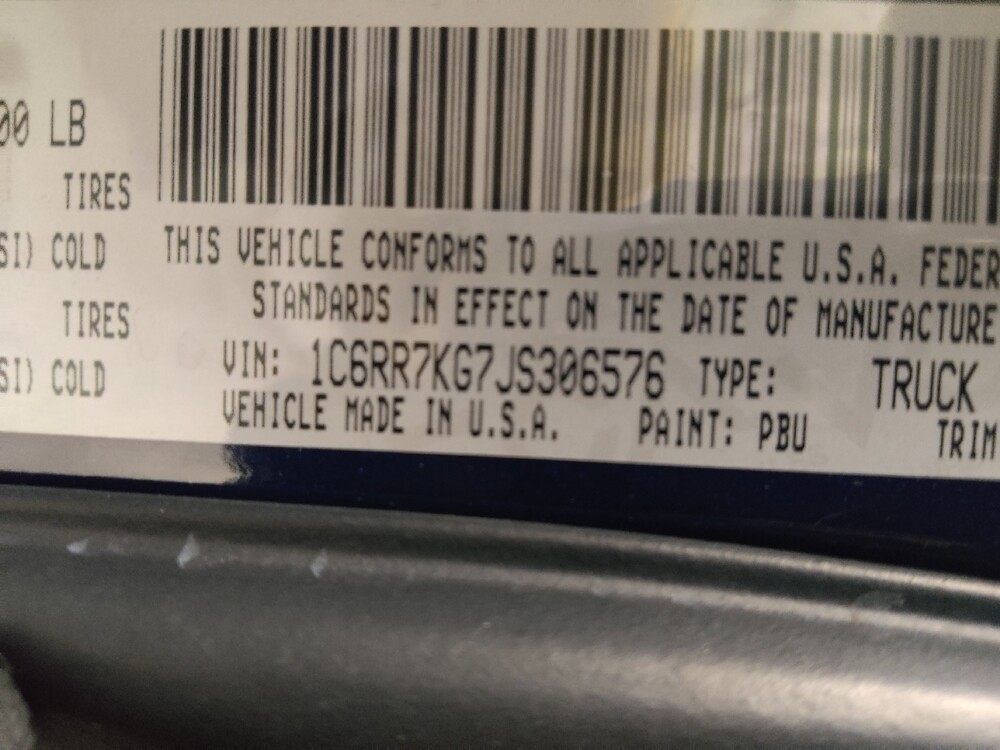 00 LB
TIRES
SI) COLD
TIRES
SI) COLD
THIS VEHICLE CONFORMS TO ALL APPLICABLE U.S.A. FEDER
STANDARDS IN EFFECT ON THE DATE OF MANUFACTURE
VIN: 1C6RR7KG7JS306576 TYPE: TRUCK
VEHICLE MADE IN U.S.A. PAINT: PBU TRIM